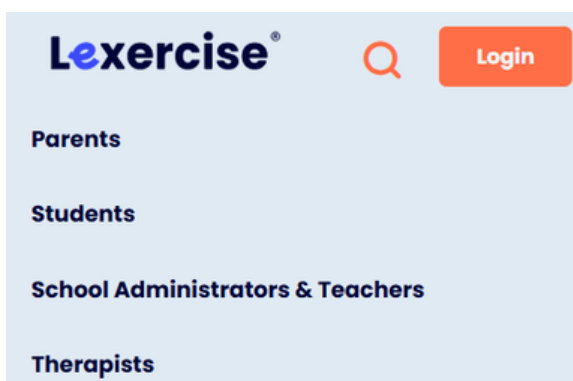 Lexercise®
Login
Parents
Students
School Administrators & Teachers
Therapists